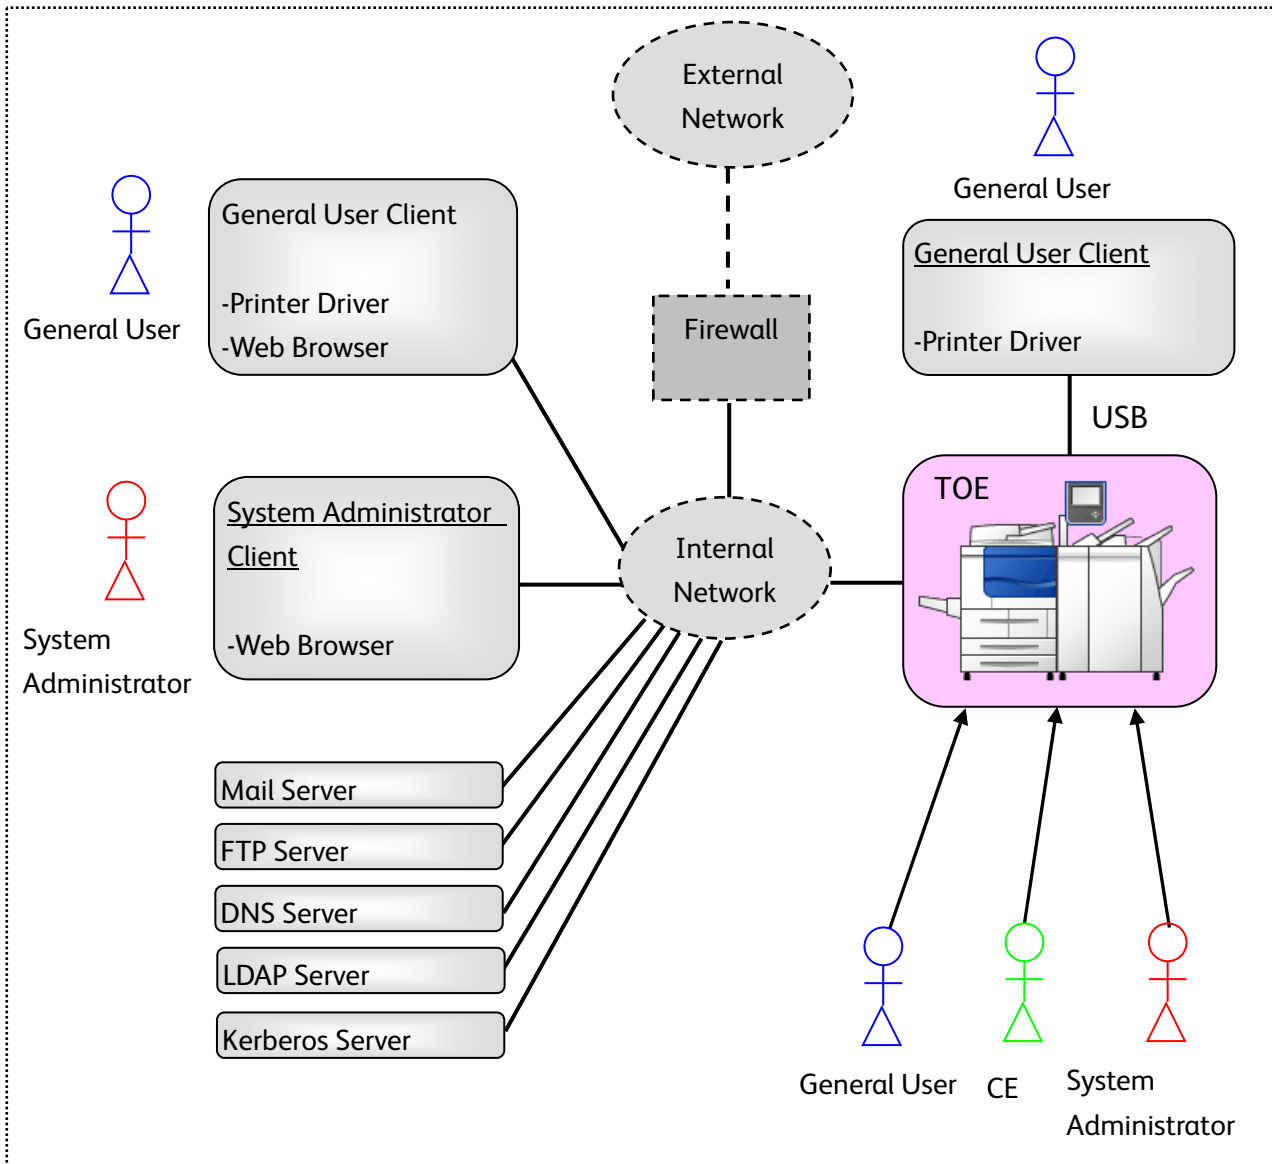 External
Network
General User
General User Client
-Printer Driver
-Web Browser
General User
Firewall
General User Client
-Printer Driver
USB
System Administrator
Client
-Web Browser
System
Administrator
Internal
Network
TOE
Mail Server
FTP Server
DNS Server
LDAP Server
Kerberos Server
General User
CE
System
Administrator